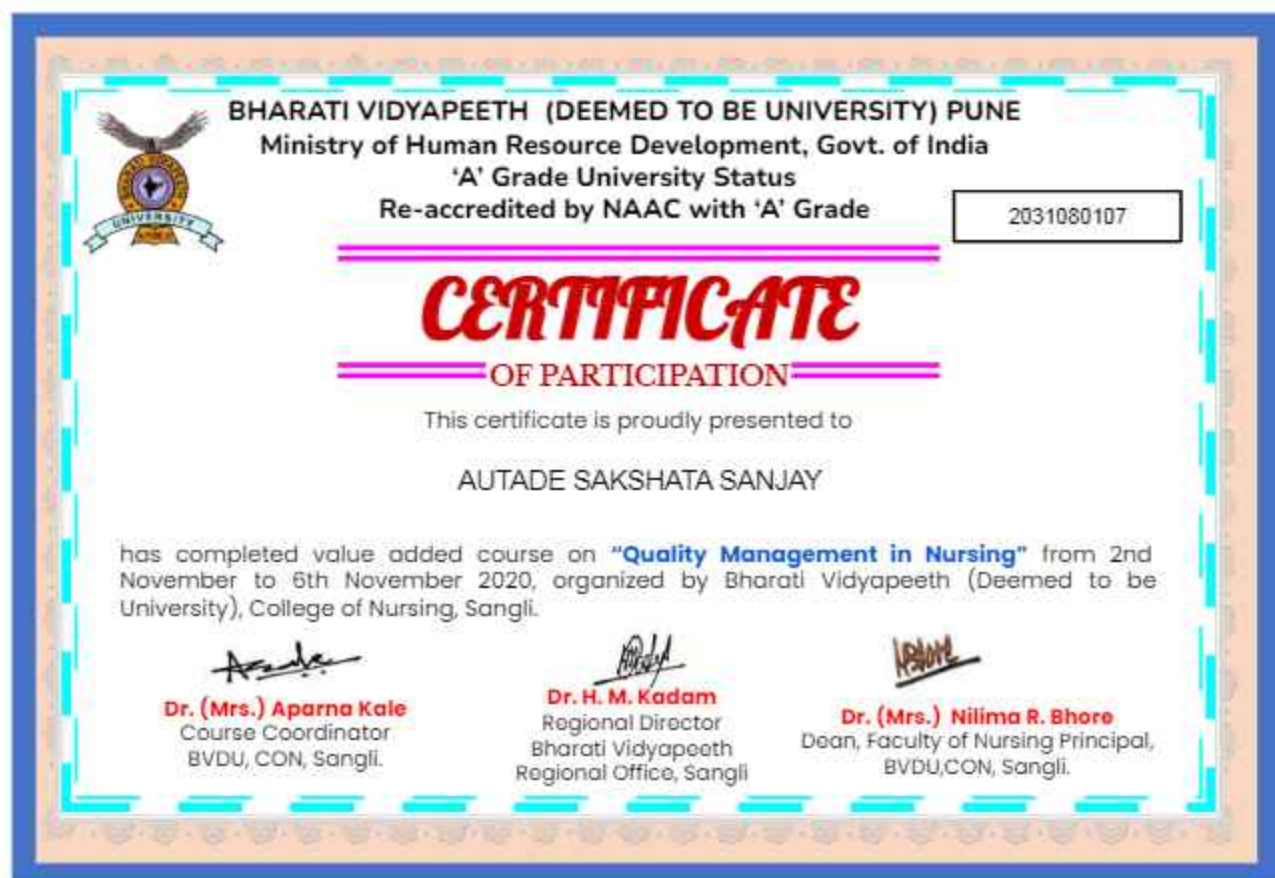 BHARATI VIDYAPEETH (DEEMED TO BE UNIVERSITY) PUNE
Ministry of Human Resource Development, Govt. of India
‘A’ Grade University Status
Re-accredited by NAAC with ‘A’ Grade
2031080107
BHARATI VIDYAPEETH
UNIVERSITY
CERTIFICATE
OF PARTICIPATION
This certificate is proudly presented to
AUTADE SAKSHATA SANJAY
has completed value added course on “Quality Management in Nursing” from 2nd
November to 6th November 2020, organized by Bharati Vidyapeeth (Deemed to be
University), College of Nursing, Sangli.
Dr. (Mrs.) Aparna Kale
Course Coordinator
BVDU, CON, Sangli.
Dr. H. M. Kadam
Regional Director
Bharati Vidyapeeth
Regional Office, Sangli
Dr. (Mrs.) Nilima R. Bhore
Dean, Faculty of Nursing Principal,
BVDU,CON, Sangli.